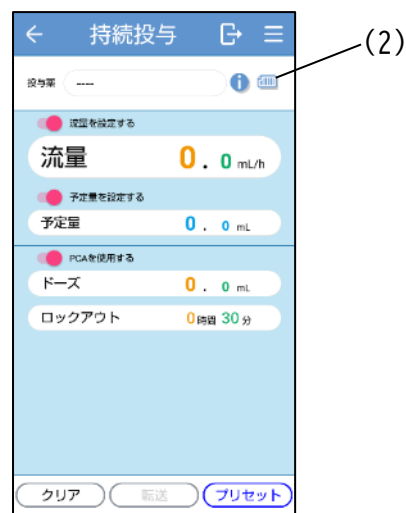 持続投与
(2)
投与薬 ----
流量を設定する
流量 0. 0 mL/h
予定量を設定する
予定量 0. 0 mL
PCAを使用する
ドーズ 0. 0 mL
ロックアウト 0時間 30分
クリア 転送 プリセット